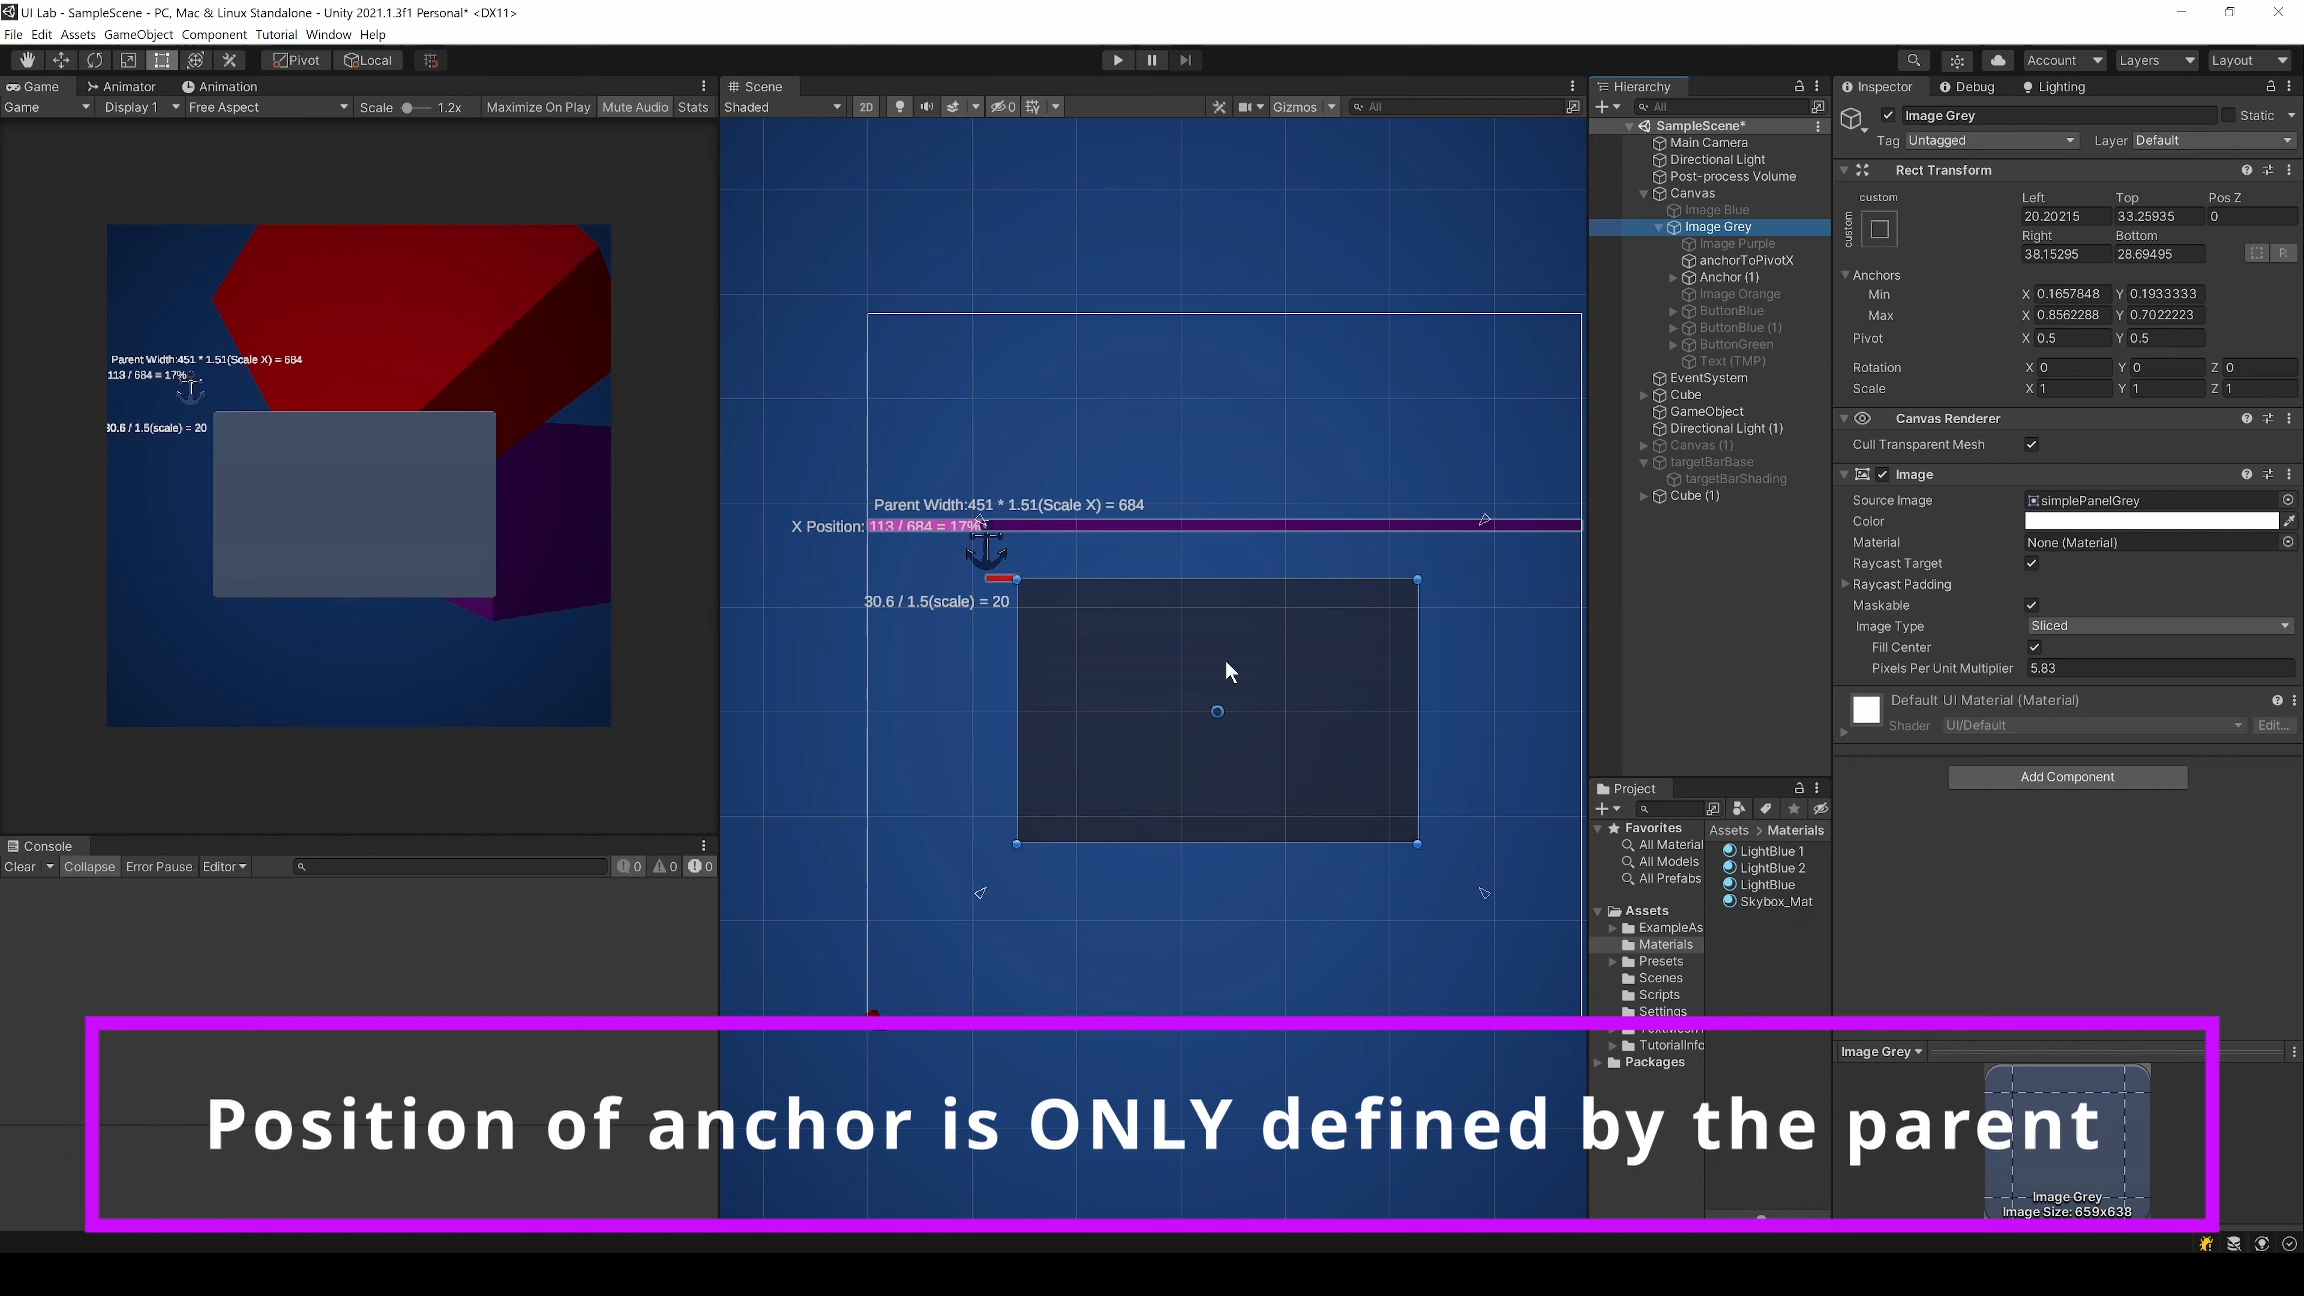 UI Lab - SampleScene - PC, Mac & Linux Standalone - Unity 2021.1.3f1 Personal* <DX11>
File Edit Assets GameObject Component Tutorial Window Help
Pivot Local
Account Layers Layout
Game Animator Animation
Game Display 1 Free Aspect Scale 1.2x Maximize On Play Mute Audio Stats
Parent Width:451 * 1.51(Scale X) = 684
113 / 684 = 17%
30.6 / 1.5(scale) = 20
Console
Clear Collapse Error Pause Editor 0 0 0
Scene
Shaded 2D 0 Gizmos All
Parent Width:451 * 1.51(Scale X) = 684
X Position: 113 / 684 = 17%
30.6 / 1.5(scale) = 20
Hierarchy
All
SampleScene*
Main Camera
Directional Light
Post-process Volume
Canvas
Image Blue
Image Grey
Image Purple
anchorToPivotX
Anchor (1)
Image Orange
ButtonBlue
ButtonBlue (1)
ButtonGreen
Text (TMP)
EventSystem
Cube
GameObject
Directional Light (1)
Canvas (1)
targetBarBase
targetBarShading
Cube (1)
Project
Favorites
All Material
All Models
All Prefabs
Assets
ExampleAs
Materials
Presets
Scenes
Scripts
Settings
TutorialInfo
Packages
Assets > Materials
LightBlue 1
LightBlue 2
LightBlue
Skybox_Mat
Inspector Debug Lighting
Image Grey Static
Tag Untagged Layer Default
Rect Transform
custom
custom
Left Top Pos Z
20.20215 33.25935 0
Right Bottom
38.15295 28.69495 R
Anchors
Min X 0.1657848 Y 0.1933333
Max X 0.8562288 Y 0.7022223
Pivot X 0.5 Y 0.5
Rotation X 0 Y 0 Z 0
Scale X 1 Y 1 Z 1
Canvas Renderer
Cull Transparent Mesh
Image
Source Image simplePanelGrey
Color
Material None (Material)
Raycast Target
Raycast Padding
Maskable
Image Type Sliced
Fill Center
Pixels Per Unit Multiplier 5.83
Default UI Material (Material)
Shader UI/Default Edit...
Add Component
Image Grey
Image Grey
Image Size: 659x638
Position of anchor is ONLY defined by the parent